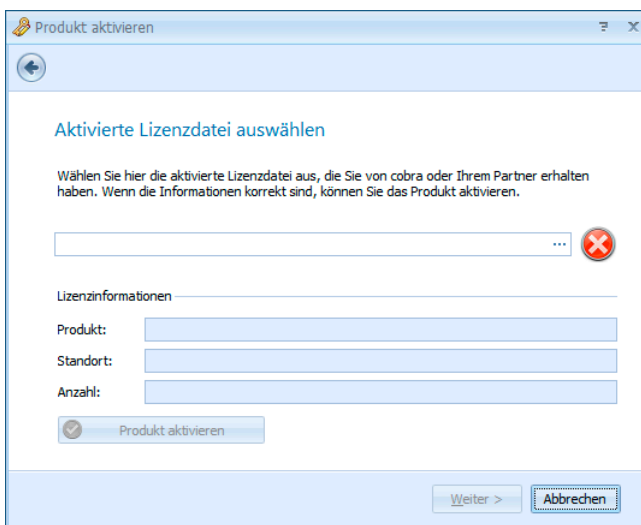 Produkt aktivieren
Aktivierte Lizenzdatei auswählen
Wählen Sie hier die aktivierte Lizenzdatei aus, die Sie von cobra oder Ihrem Partner erhalten
haben. Wenn die Informationen korrekt sind, können Sie das Produkt aktivieren.
...
Lizenzinformationen
Produkt:
Standort:
Anzahl:
Produkt aktivieren
Weiter >
Abbrechen